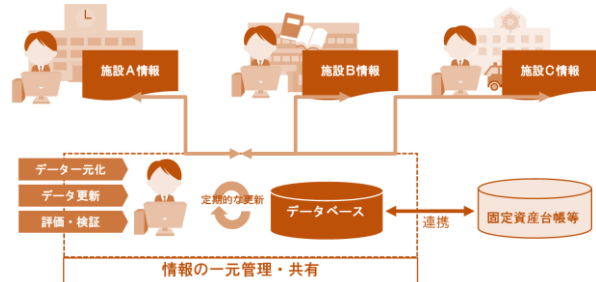 施設A情報
施設B情報
施設C情報
データ一元化
データ更新
評価・検証
定期的な更新
データベース
連携
固定資産台帳等
情報の一元管理・共有